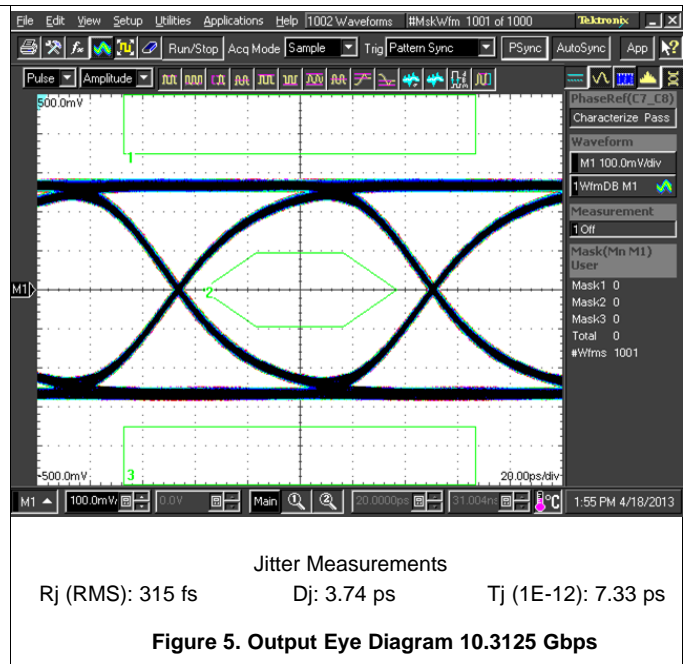 File Edit View Setup Utilities Applications Help 1002 Waveforms #MskWfm 1001 of 1000 Tektronix
Run/Stop Acq Mode Sample Trig Pattern Sync PSync AutoSync App
Pulse Amplitude
PhaseRef(C7_C8)
Characterize Pass
Waveform
M1 100.0mV/div
1 WfmDB M1
Measurement
1 Off
Mask(Mn M1)
User
Mask1 0
Mask2 0
Mask3 0
Total 0
#Wfms 1001
500.0mV
1
M1
2
3
-500.0mV
20.00ps/div
M1 100.0mV/ 0.0V Main 1 2 20.0000ps 31.004ns °C 1:55 PM 4/18/2013
Jitter Measurements
Rj (RMS): 315 fs Dj: 3.74 ps Tj (1E-12): 7.33 ps
Figure 5. Output Eye Diagram 10.3125 Gbps